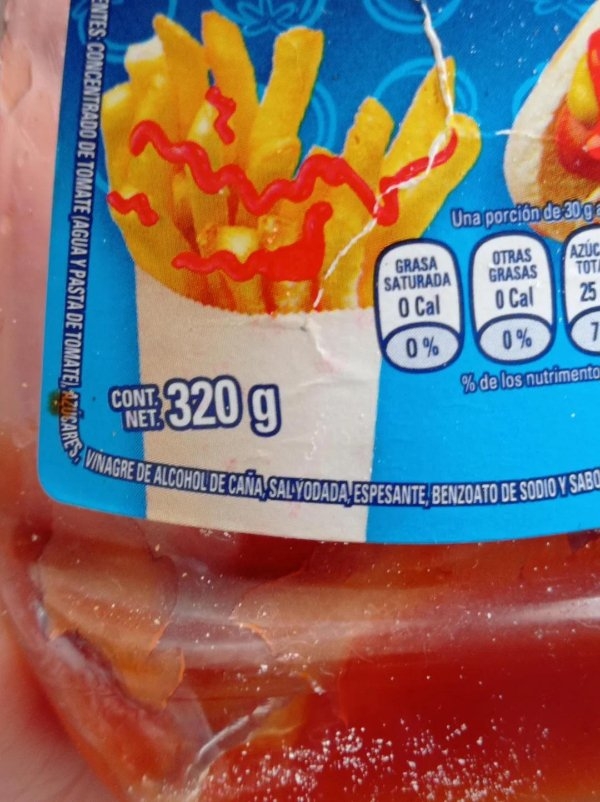 ENTES: CONCENTRADO DE TOMATE (AGUA Y PASTA DE TOMATE), AZÚCARES, VINAGRE DE ALCOHOL DE CAÑA, SAL YODADA, ESPESANTE, BENZOATO DE SODIO Y SABO
Una porción de 30 g a
GRASA
SATURADA
0 Cal
0 %
OTRAS
GRASAS
0 Cal
0 %
AZÚC
TOTA
25
7
% de los nutrimento
CONT.
NET. 320 g